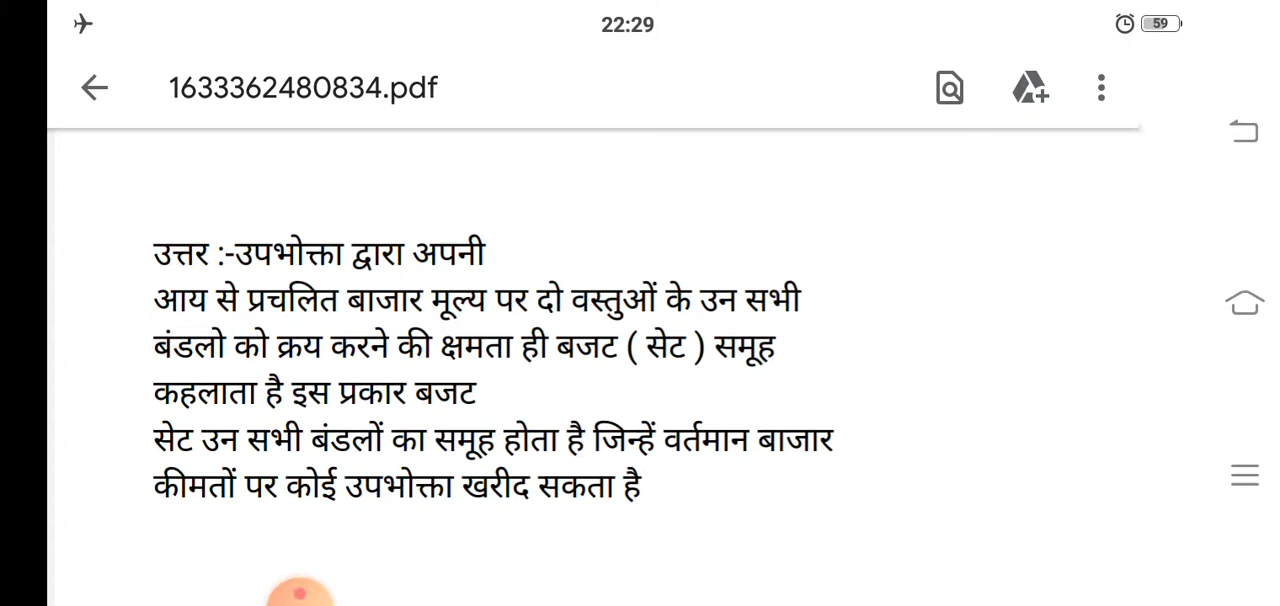 22:29
59
1633362480834.pdf
उत्तर :-उपभोक्ता द्वारा अपनी
आय से प्रचलित बाजार मूल्य पर दो वस्तुओं के उन सभी
बंडलो को क्रय करने की क्षमता ही बजट ( सेट ) समूह
कहलाता है इस प्रकार बजट
सेट उन सभी बंडलों का समूह होता है जिन्हें वर्तमान बाजार
कीमतों पर कोई उपभोक्ता खरीद सकता है